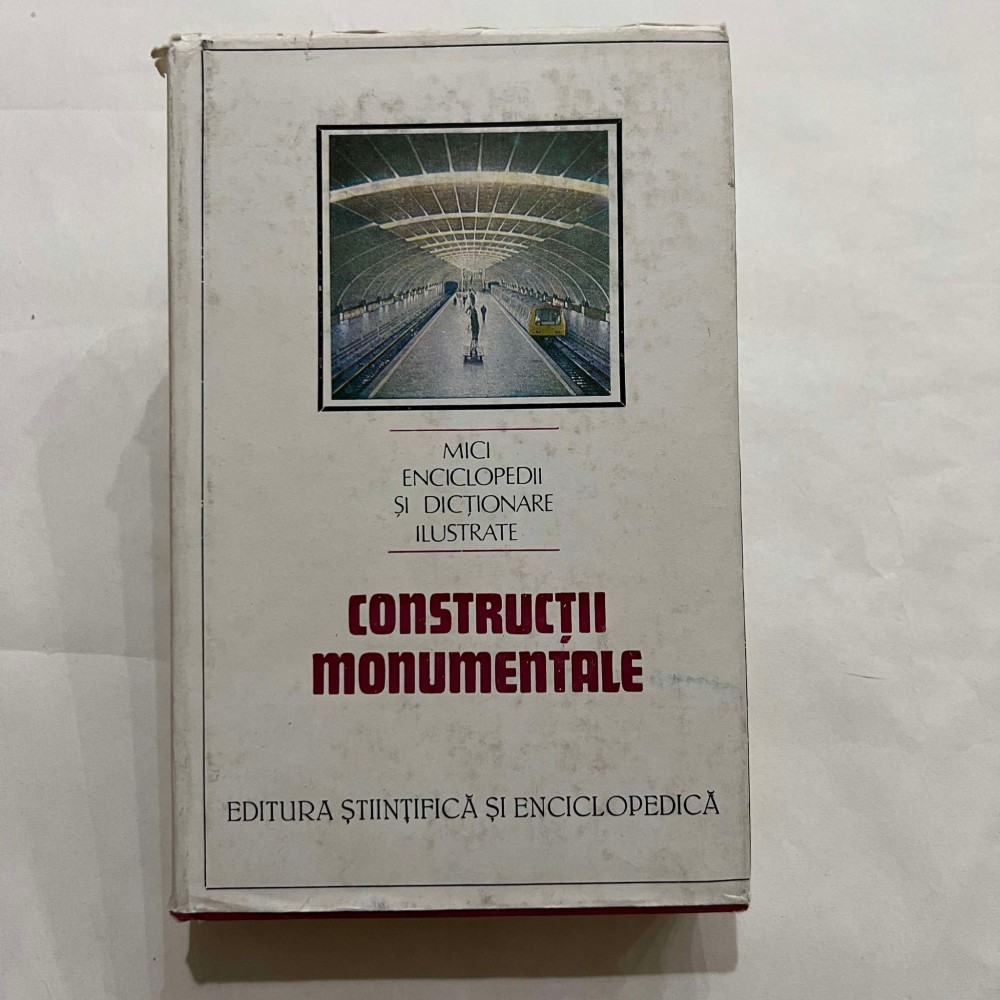 MICI
ENCICLOPEDII
ȘI DICȚIONARE
ILUSTRATE
CONSTRUCȚII
MONUMENTALE
EDITURA ȘTIINȚIFICĂ ȘI ENCICLOPEDICĂ